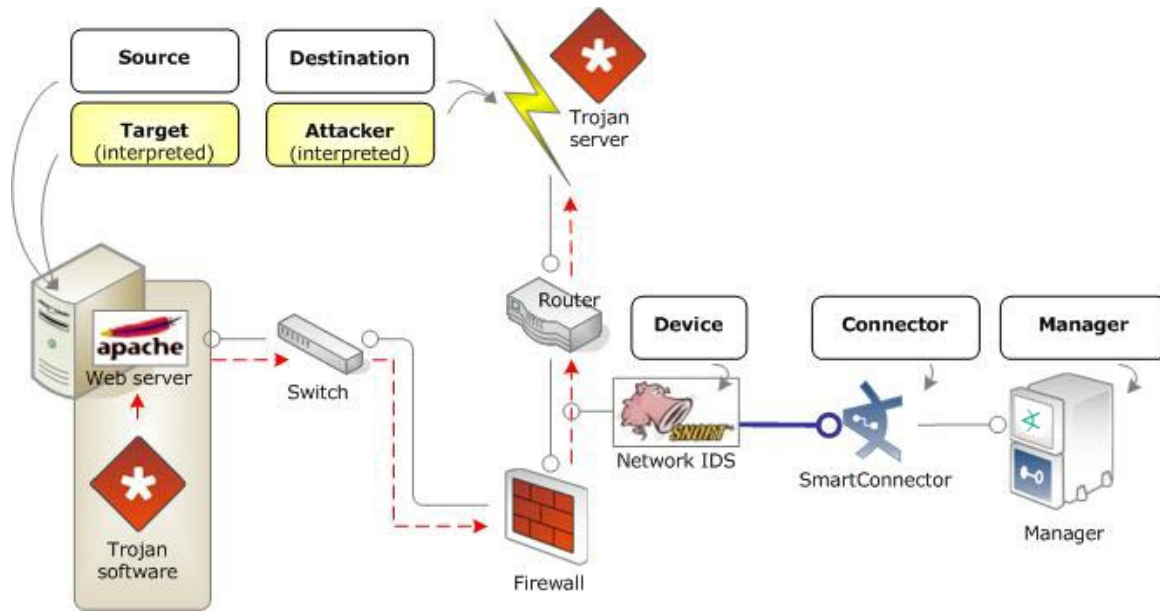 Source
Destination
Target
(interpreted)
Attacker
(interpreted)
Trojan
server
Router
Device
Connector
Manager
apache
Web server
Switch
SNORT
Network IDS
SmartConnector
Manager
Trojan
software
Firewall